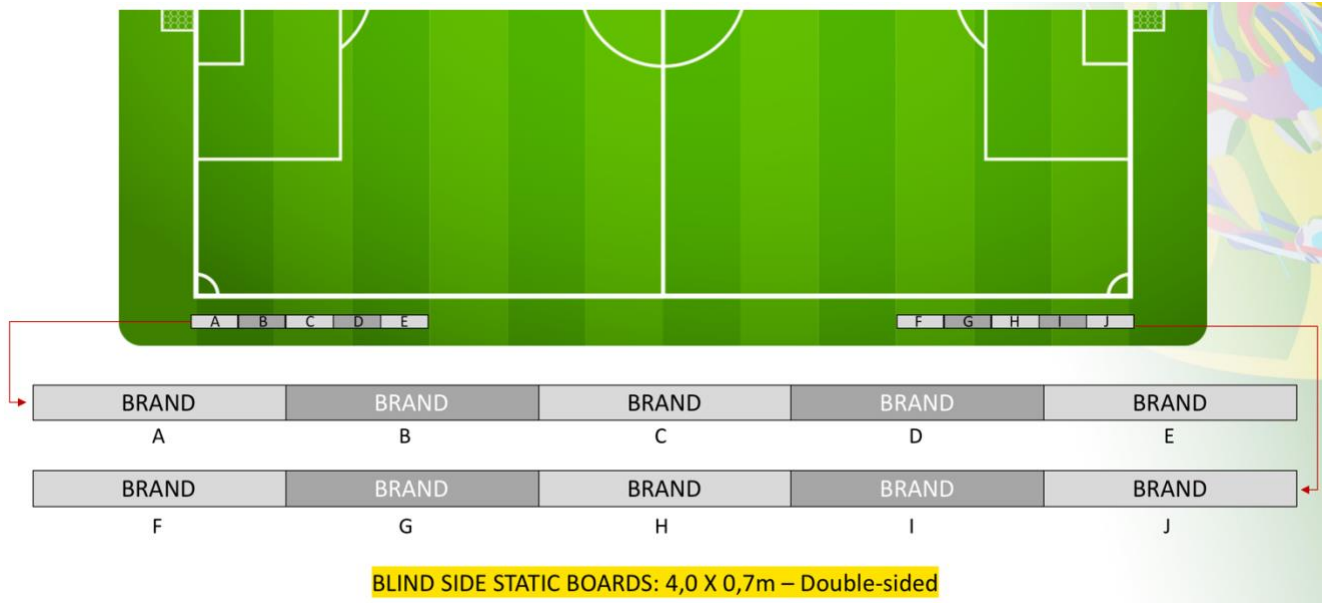 A B C D E F G H I J
BRAND BRAND BRAND BRAND BRAND
A B C D E
BRAND BRAND BRAND BRAND BRAND
F G H I J
BLIND SIDE STATIC BOARDS: 4,0 X 0,7m – Double-sided